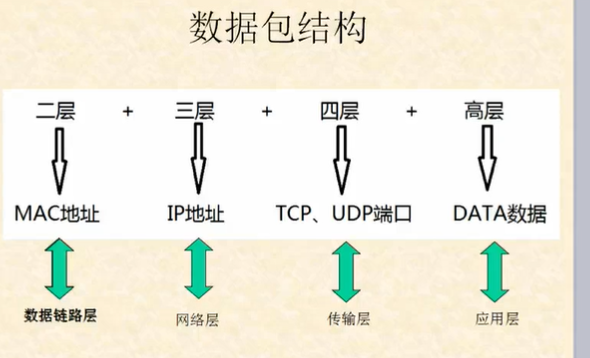 数据包结构
二层 + 三层 + 四层 + 高层
MAC地址 IP地址 TCP、UDP端口 DATA数据
数据链路层 网络层 传输层 应用层